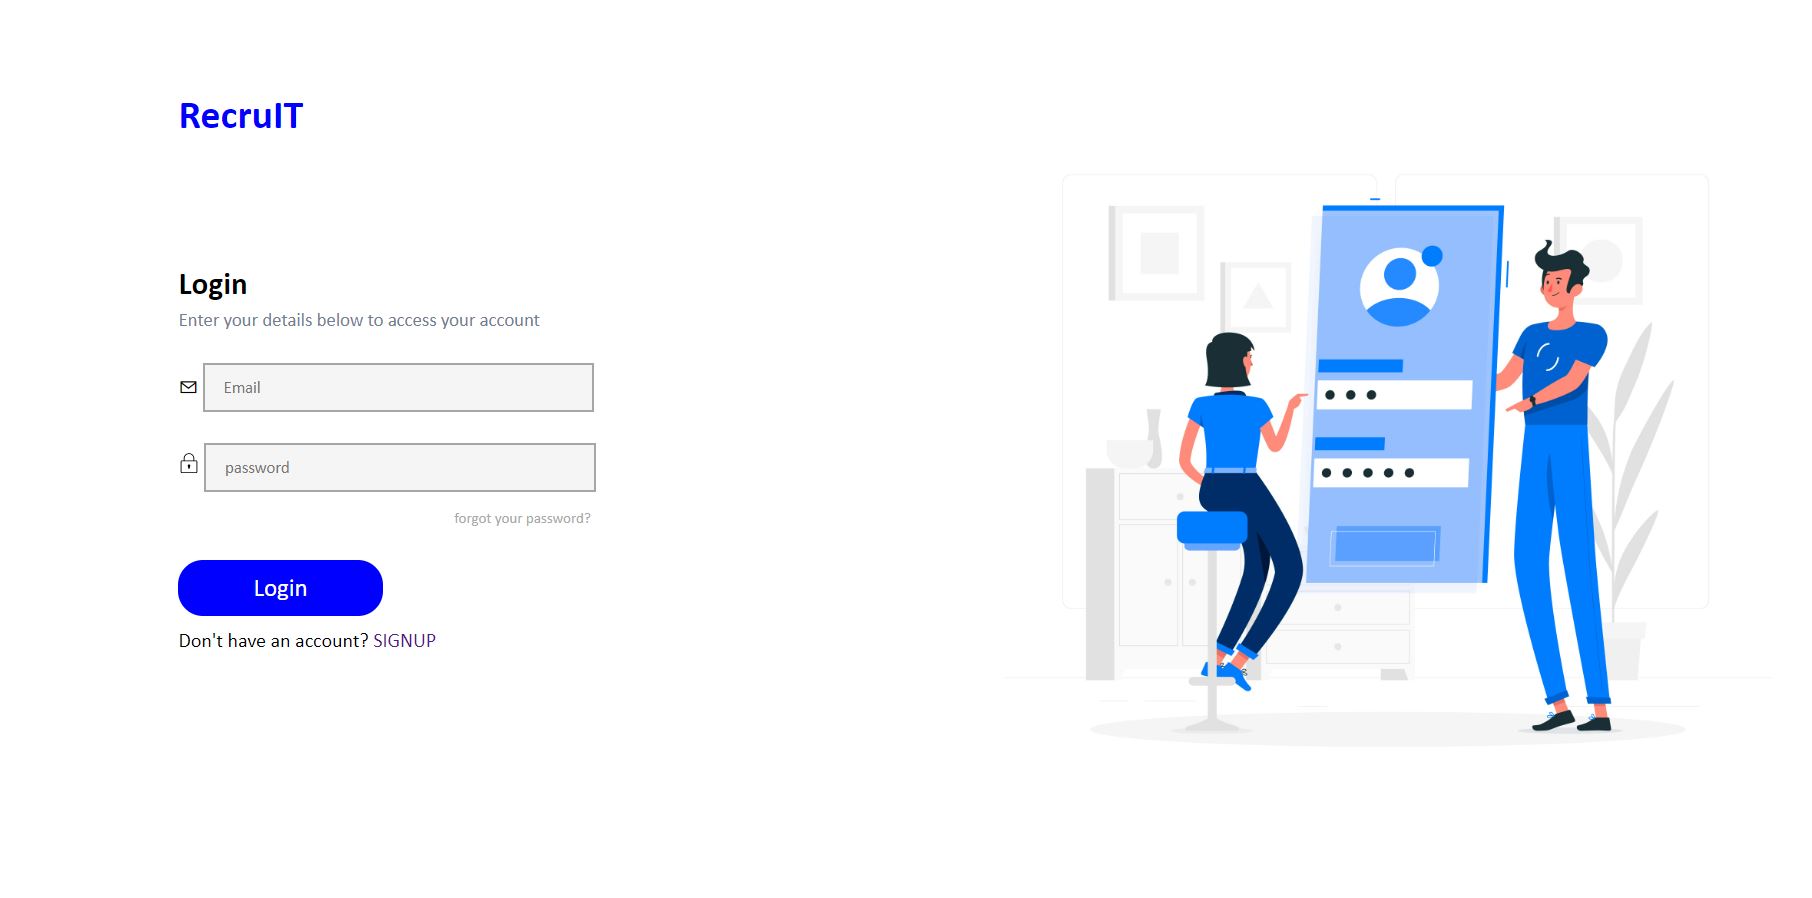 RecruIT
Login
Enter your details below to access your account
Email
password
forgot your password?
Login
Don't have an account? SIGNUP